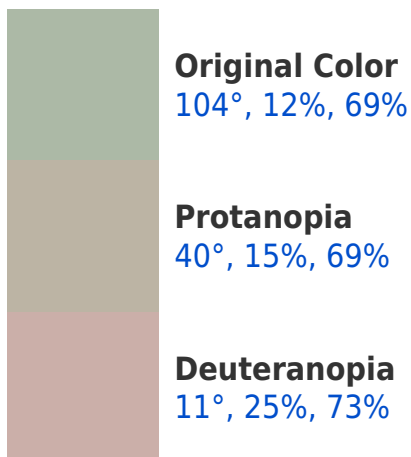 Original Color
104°, 12%, 69%
Protanopia
40°, 15%, 69%
Deuteranopia
11°, 25%, 73%